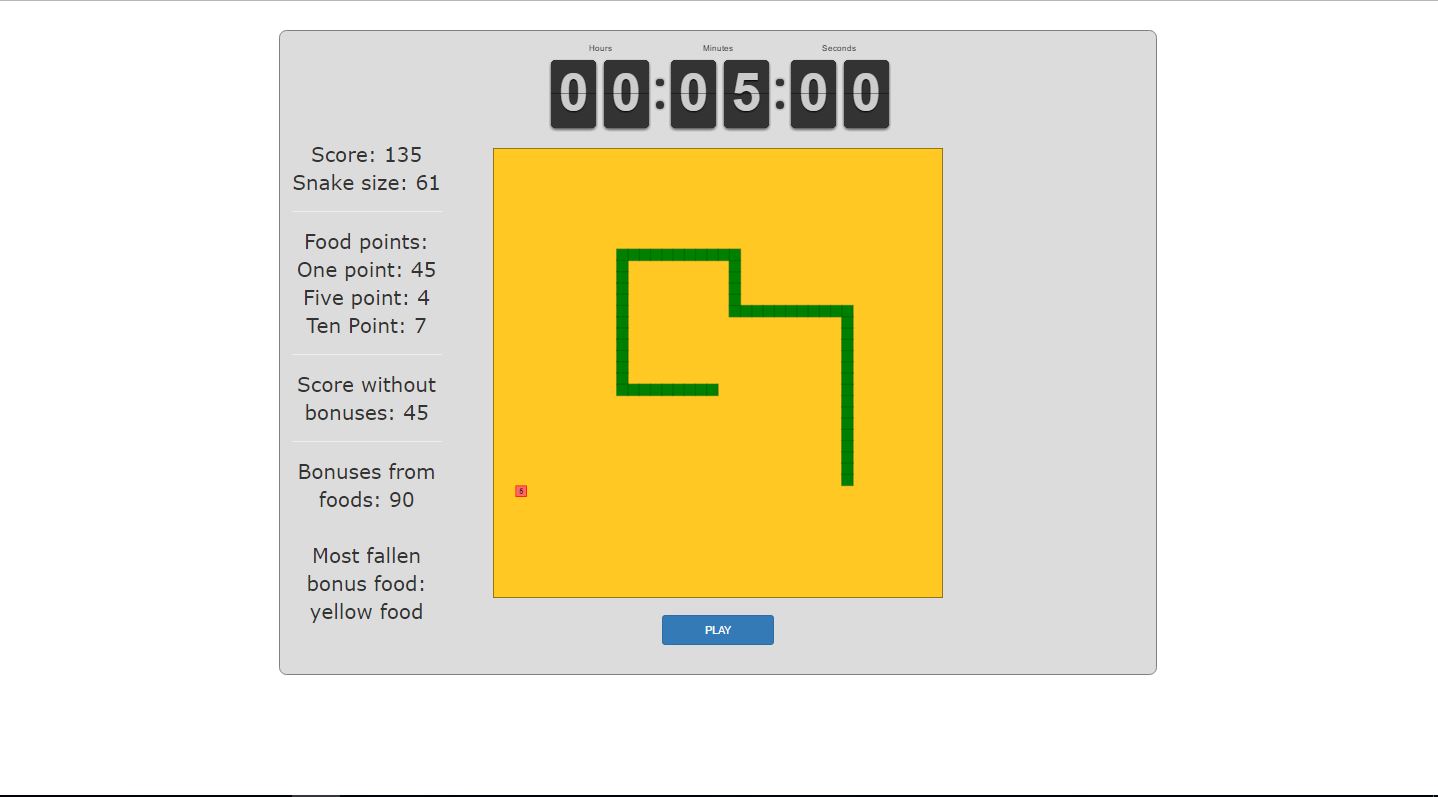 Hours Minutes Seconds
00:05:00
Score: 135
Snake size: 61
Food points:
One point: 45
Five point: 4
Ten Point: 7
Score without
bonuses: 45
Bonuses from
foods: 90
Most fallen
bonus food:
yellow food
5
PLAY